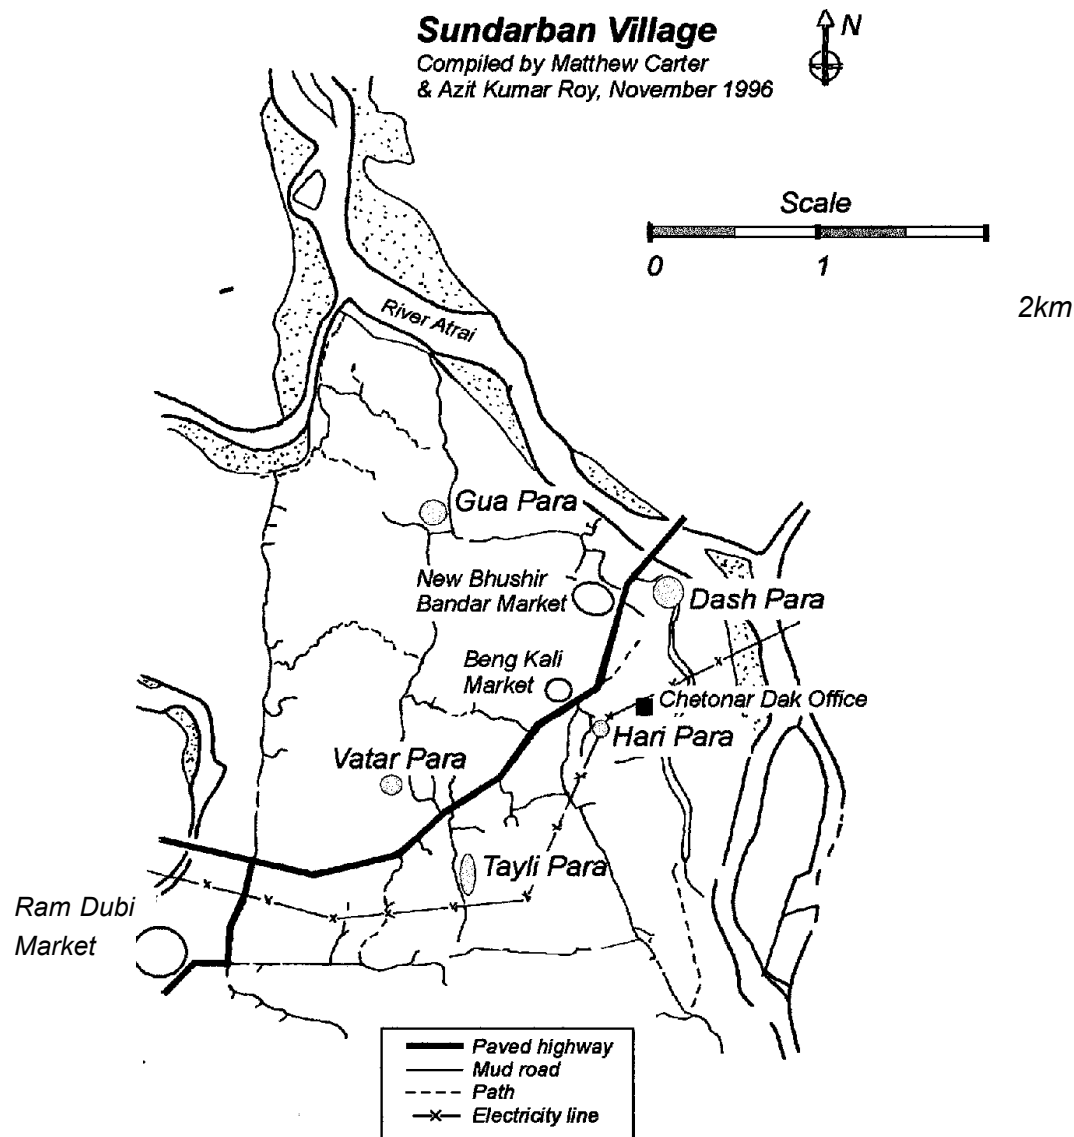 Sundarban Village
Compiled by Matthew Carter
& Azit Kumar Roy, November 1996
N
Scale
0
1
2km
River Atrai
Gua Para
New Bhushir
Bandar Market
Dash Para
Beng Kali
Market
Chetonar Dak Office
Hari Para
Vatar Para
Tayli Para
Ram Dubi
Market
Paved highway
Mud road
Path
Electricity line